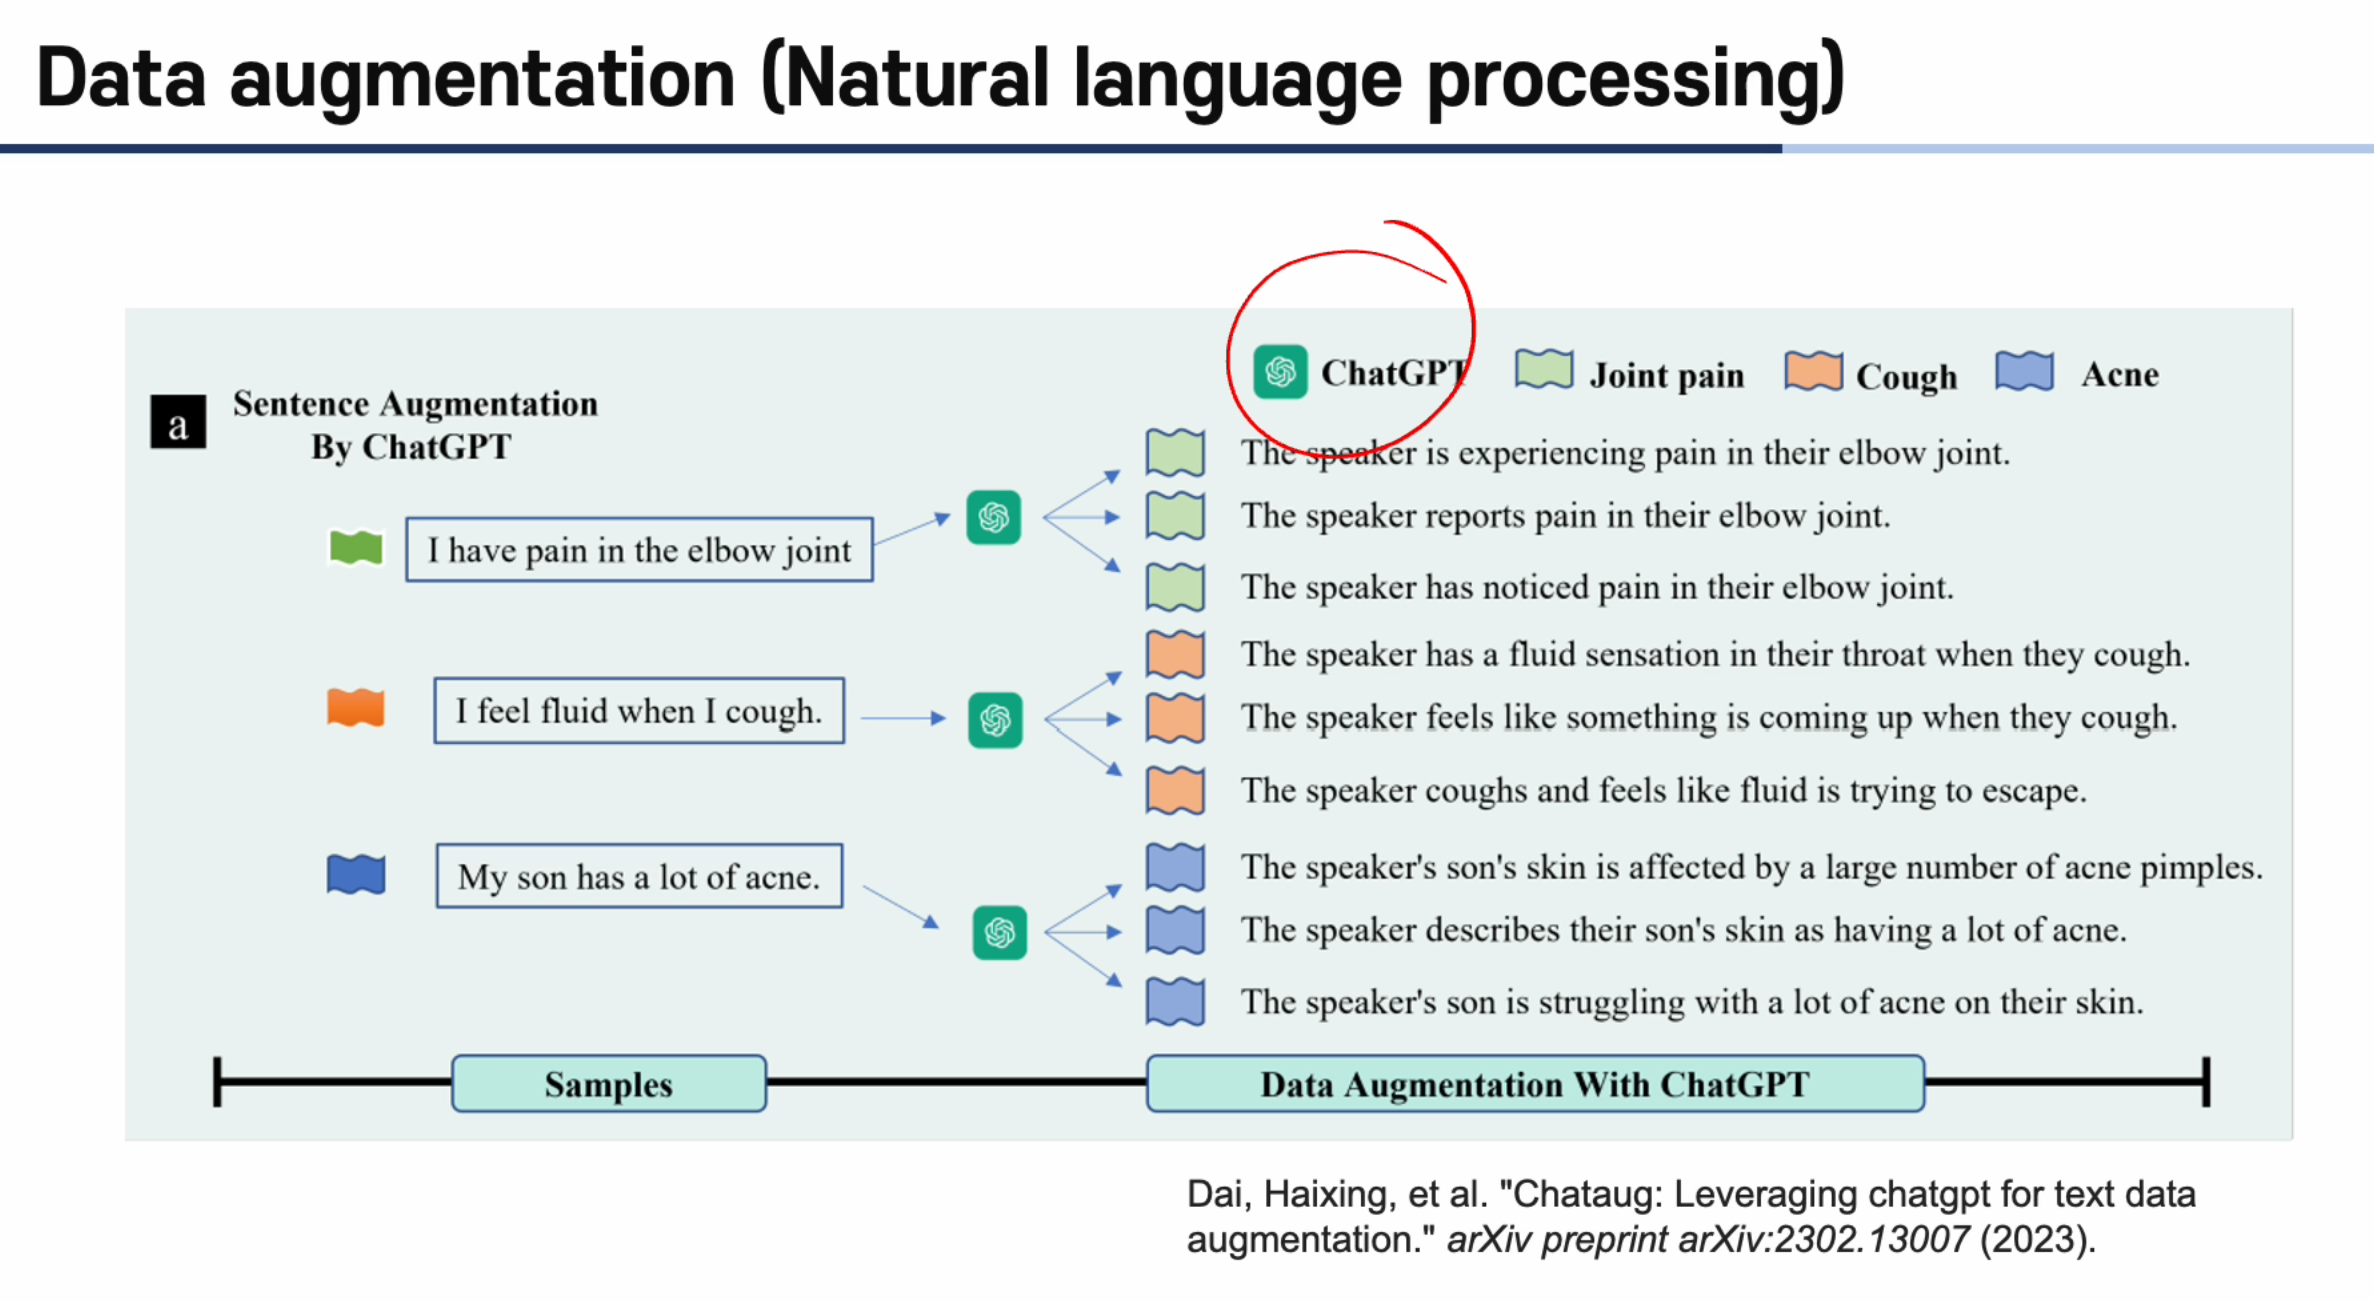 Data augmentation (Natural language processing)
ChatGPT Joint pain Cough Acne
a
Sentence Augmentation
By ChatGPT
I have pain in the elbow joint
The speaker is experiencing pain in their elbow joint.
The speaker reports pain in their elbow joint.
The speaker has noticed pain in their elbow joint.
I feel fluid when I cough.
The speaker has a fluid sensation in their throat when they cough.
The speaker feels like something is coming up when they cough.
The speaker coughs and feels like fluid is trying to escape.
My son has a lot of acne.
The speaker's son's skin is affected by a large number of acne pimples.
The speaker describes their son's skin as having a lot of acne.
The speaker's son is struggling with a lot of acne on their skin.
Samples
Data Augmentation With ChatGPT
Dai, Haixing, et al. "Chataug: Leveraging chatgpt for text data
augmentation." arXiv preprint arXiv:2302.13007 (2023).